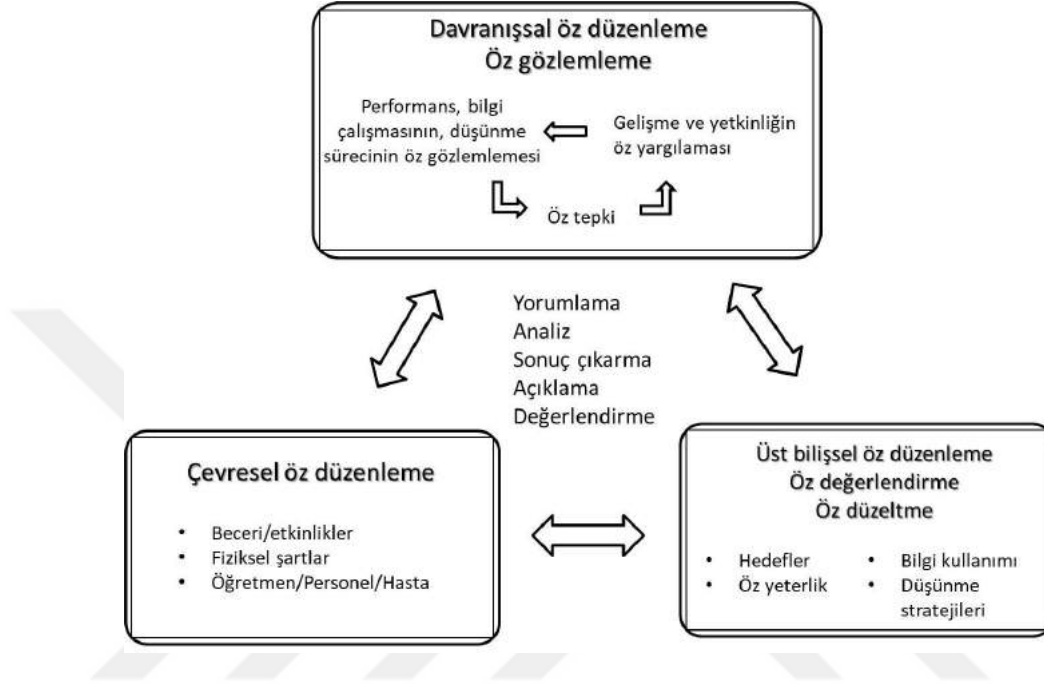 Davranışsal öz düzenleme
Öz gözlemleme
Performans, bilgi
çalışmasının, düşünme
sürecinin öz gözlemlemesi
Gelişme ve yetkinliğin
öz yargılaması
Öz tepki
Yorumlama
Analiz
Sonuç çıkarma
Açıklama
Değerlendirme
Çevresel öz düzenleme
• Beceri/etkinlikler
• Fiziksel şartlar
• Öğretmen/Personel/Hasta
Üst bilişsel öz düzenleme
Öz değerlendirme
Öz düzeltme
• Hedefler
• Öz yeterlik
• Bilgi kullanımı
• Düşünme
stratejileri